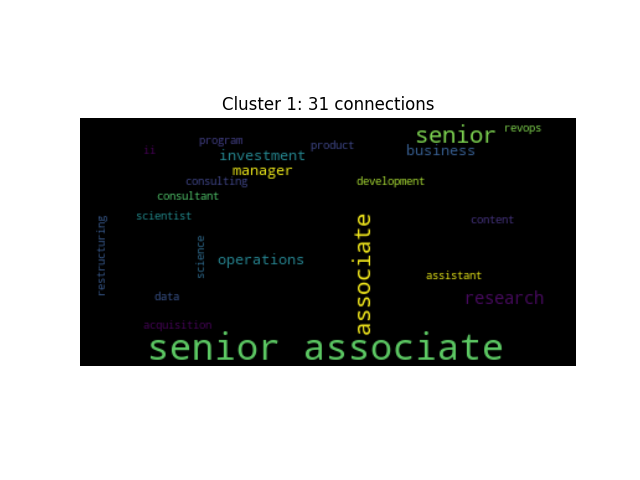 Cluster 1: 31 connections
revops
senior
program
product
ii
business
investment
manager
consulting
development
consultant
scientist
content
restructuring
science
associate
operations
assistant
data
research
acquisition
senior associate